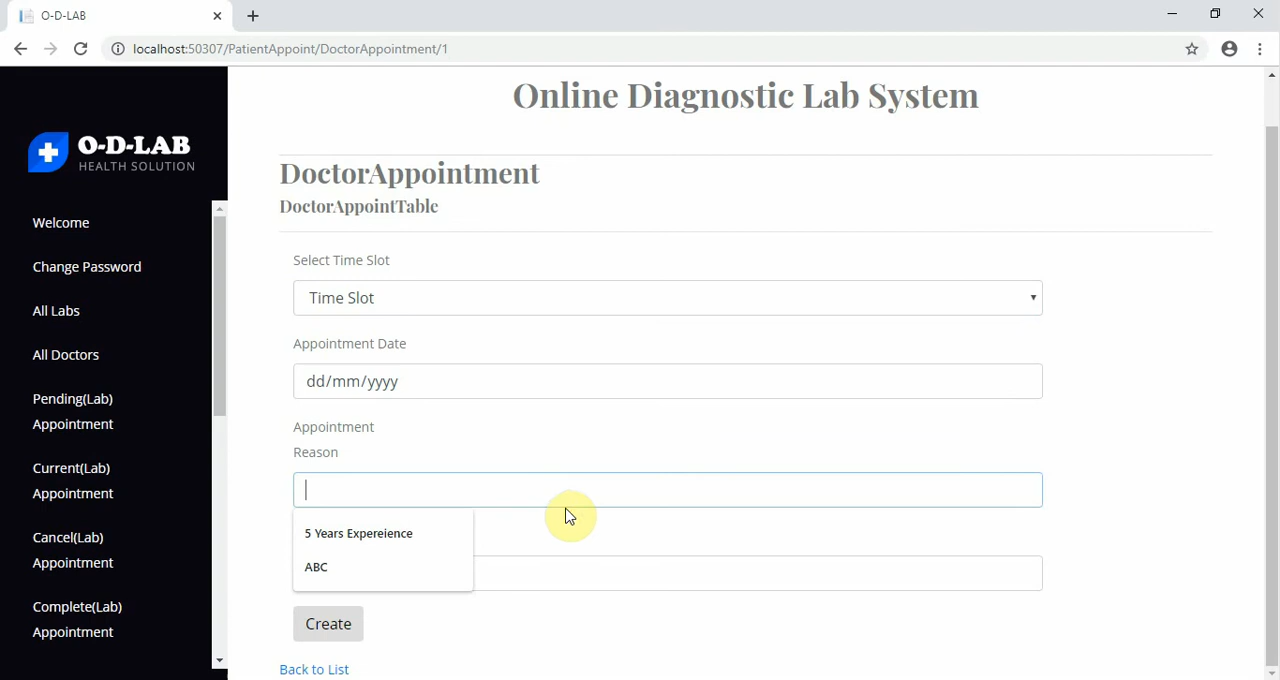 O-D-LAB
localhost:50307/PatientAppoint/DoctorAppointment/1
O-D-LAB
HEALTH SOLUTION
Welcome
Change Password
All Labs
All Doctors
Pending(Lab)
Appointment
Current(Lab)
Appointment
Cancel(Lab)
Appointment
Complete(Lab)
Appointment
Online Diagnostic Lab System
DoctorAppointment
DoctorAppointTable
Select Time Slot
Time Slot
Appointment Date
dd/mm/yyyy
Appointment
Reason
5 Years Expereience
ABC
Create
Back to List